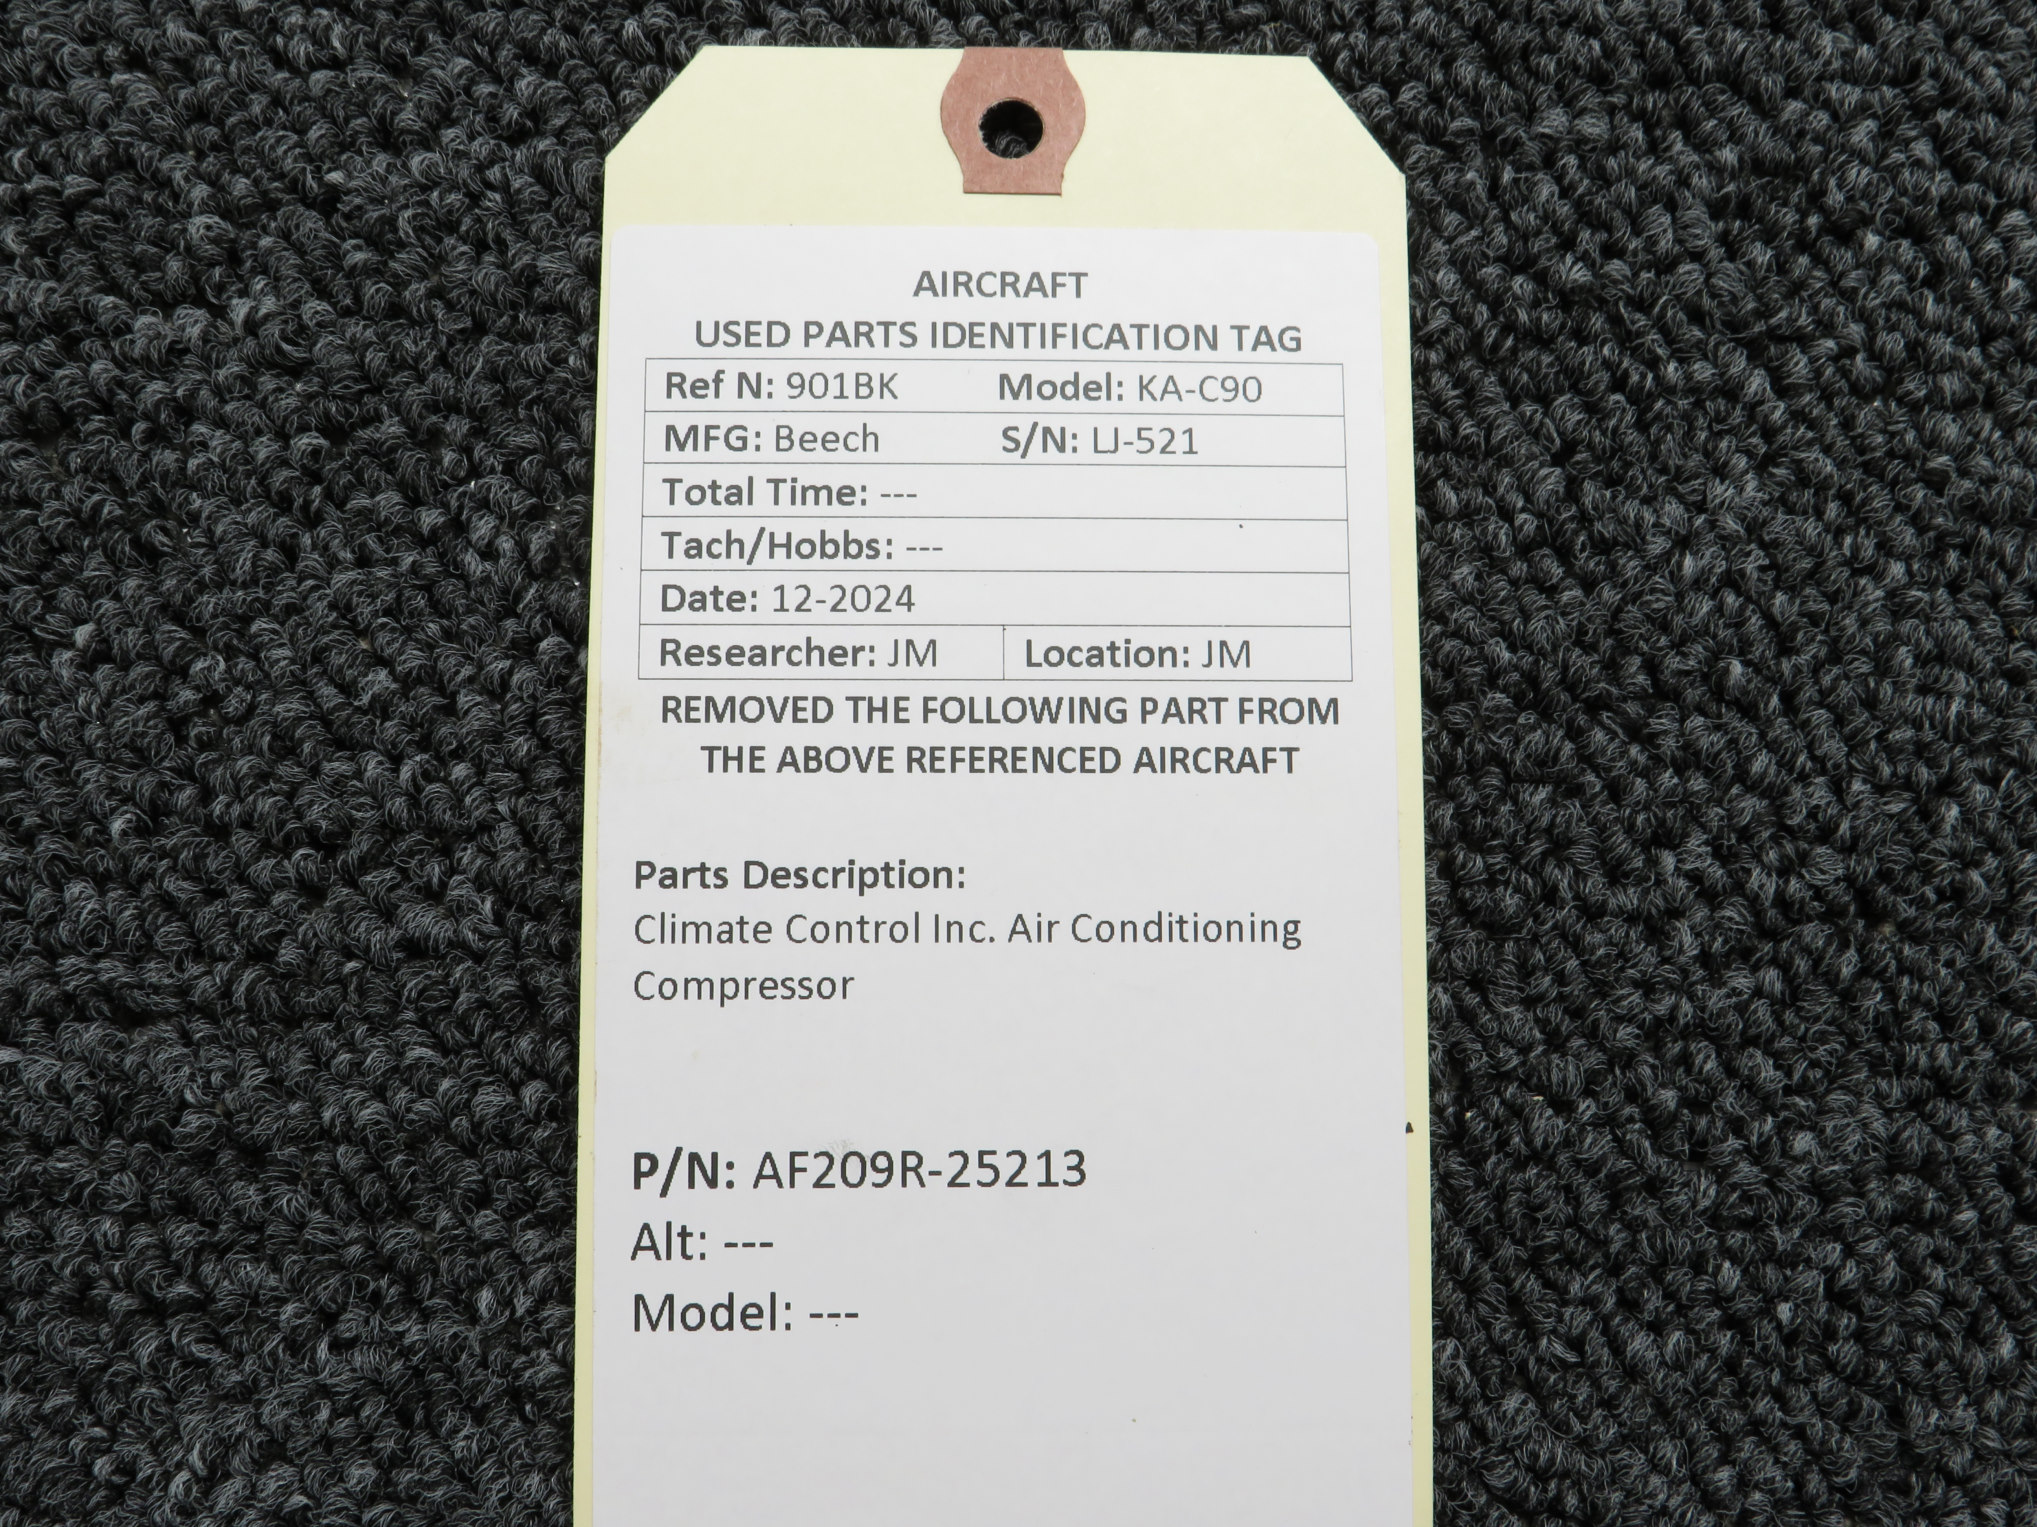 AIRCRAFT
USED PARTS IDENTIFICATION TAG
Ref N: 901BK Model: KA-C90
MFG: Beech S/N: LJ-521
Total Time: ---
Tach/Hobbs: ---
Date: 12-2024
Researcher: JM Location: JM
REMOVED THE FOLLOWING PART FROM
THE ABOVE REFERENCED AIRCRAFT
Parts Description:
Climate Control Inc. Air Conditioning
Compressor
P/N: AF209R-25213
Alt: ---
Model: ---